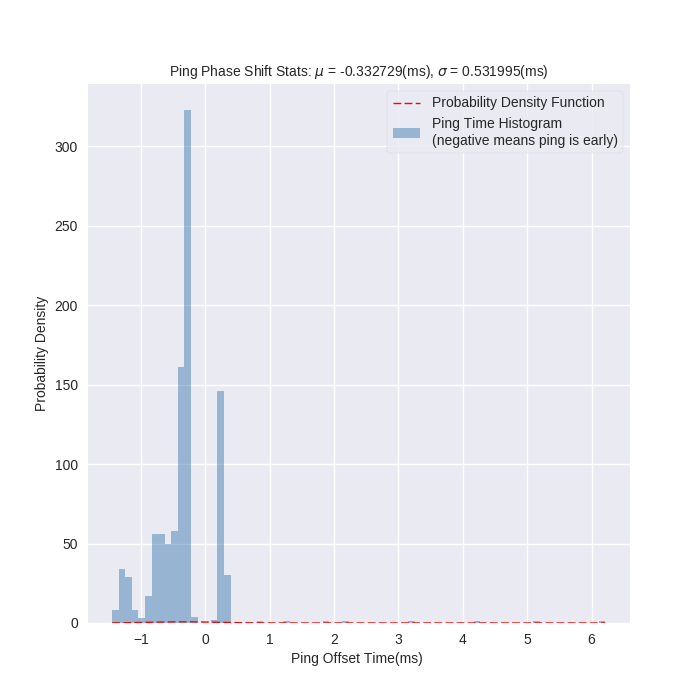 Ping Phase Shift Stats: μ = -0.332729(ms), σ = 0.531995(ms)
Probability Density Function
Ping Time Histogram
(negative means ping is early)
Probability Density
300
250
200
150
100
50
0
−1 0 1 2 3 4 5 6
Ping Offset Time(ms)